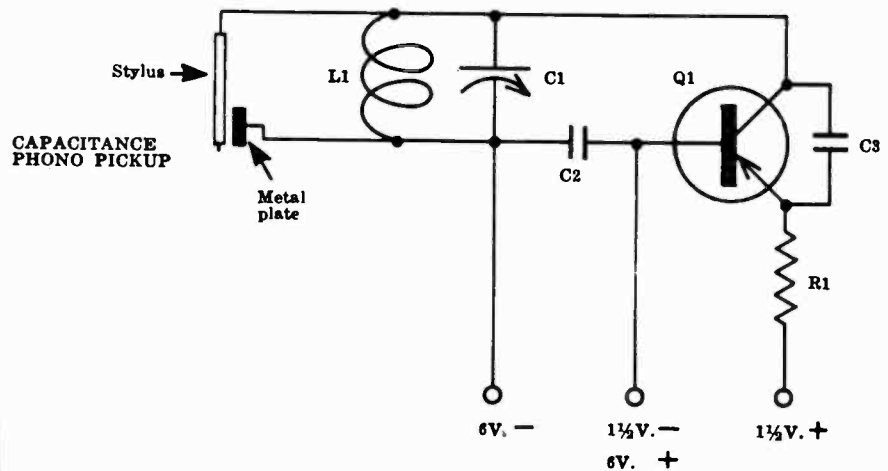 Stylus
L1
C1
Q1
CAPACITANCE
PHONO PICKUP
C2
C3
Metal
plate
R1
6V. −
1½V. −
6V. +
1½V. +